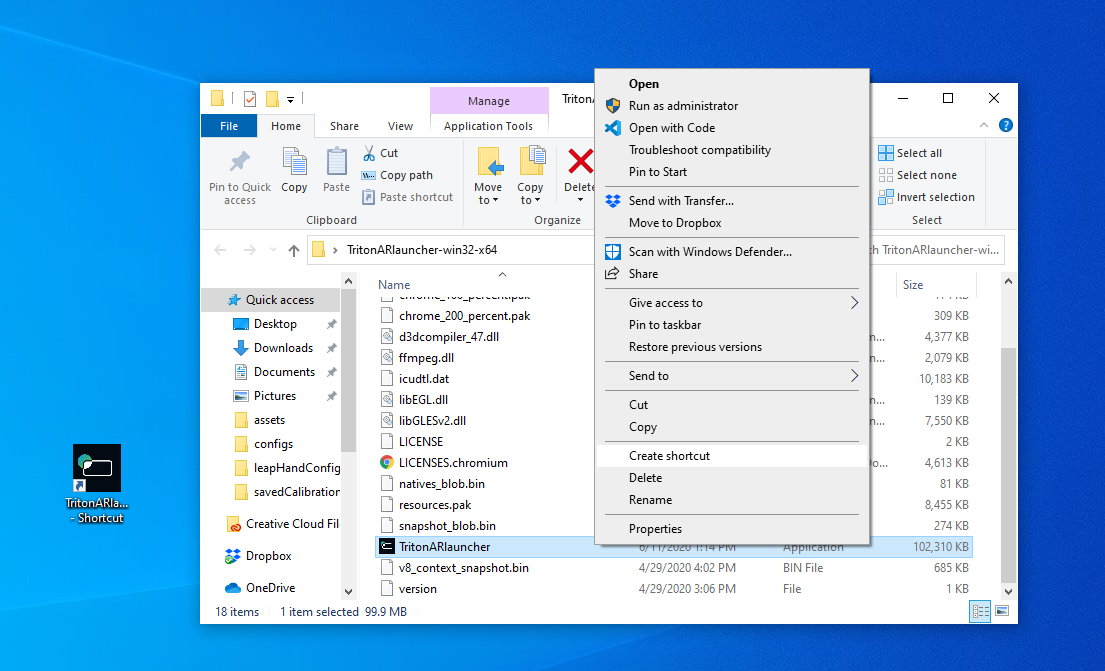 Manage
TritonA
File
Home
Share
View
Application Tools
Pin to Quick
access
Copy
Paste
Cut
Copy path
Paste shortcut
Clipboard
Move
to
Copy
to
Delete
Organize
Select all
Select none
Invert selection
Select
TritonARlauncher-win32-x64
TritonARlauncher-wi...
Quick access
Desktop
Downloads
Documents
Pictures
assets
configs
leapHandConfig
savedCalibration
Creative Cloud Fil
Dropbox
OneDrive
Name
Size
chrome_100_percent.pak
chrome_200_percent.pak
309 KB
d3dcompiler_47.dll
4,377 KB
ffmpeg.dll
2,079 KB
icudtl.dat
10,183 KB
libEGL.dll
139 KB
libGLESv2.dll
7,550 KB
LICENSE
2 KB
LICENSES.chromium
4,613 KB
natives_blob.bin
81 KB
resources.pak
8,455 KB
snapshot_blob.bin
274 KB
TritonARlauncher
6/11/2020 1:14 PM
Application
102,310 KB
v8_context_snapshot.bin
4/29/2020 4:02 PM
BIN File
685 KB
version
4/29/2020 3:06 PM
File
1 KB
18 items
1 item selected
99.9 MB
Open
Run as administrator
Open with Code
Troubleshoot compatibility
Pin to Start
Send with Transfer...
Move to Dropbox
Scan with Windows Defender...
Share
Give access to
Pin to taskbar
Restore previous versions
Send to
Cut
Copy
Create shortcut
Delete
Rename
Properties
TritonARla...
- Shortcut